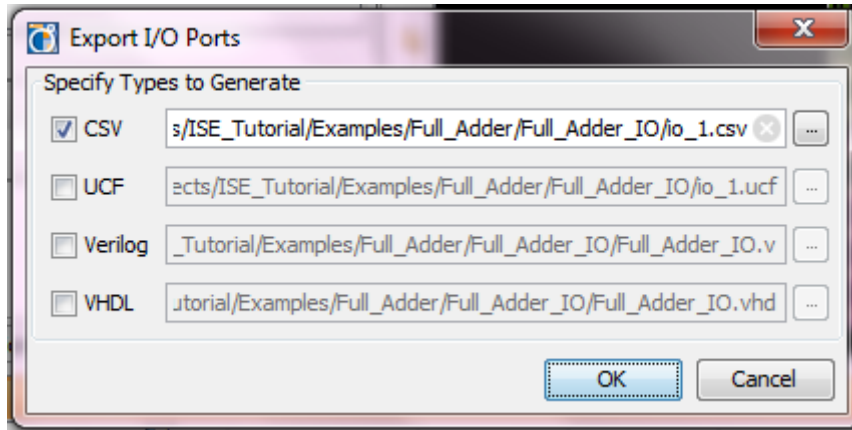 Export I/O Ports
Specify Types to Generate
CSV s/ISE_Tutorial/Examples/Full_Adder/Full_Adder_IO/io_1.csv ...
UCF ects/ISE_Tutorial/Examples/Full_Adder/Full_Adder_IO/io_1.ucf ...
Verilog _Tutorial/Examples/Full_Adder/Full_Adder_IO/Full_Adder_IO.v ...
VHDL utorial/Examples/Full_Adder/Full_Adder_IO/Full_Adder_IO.vhd ...
OK Cancel